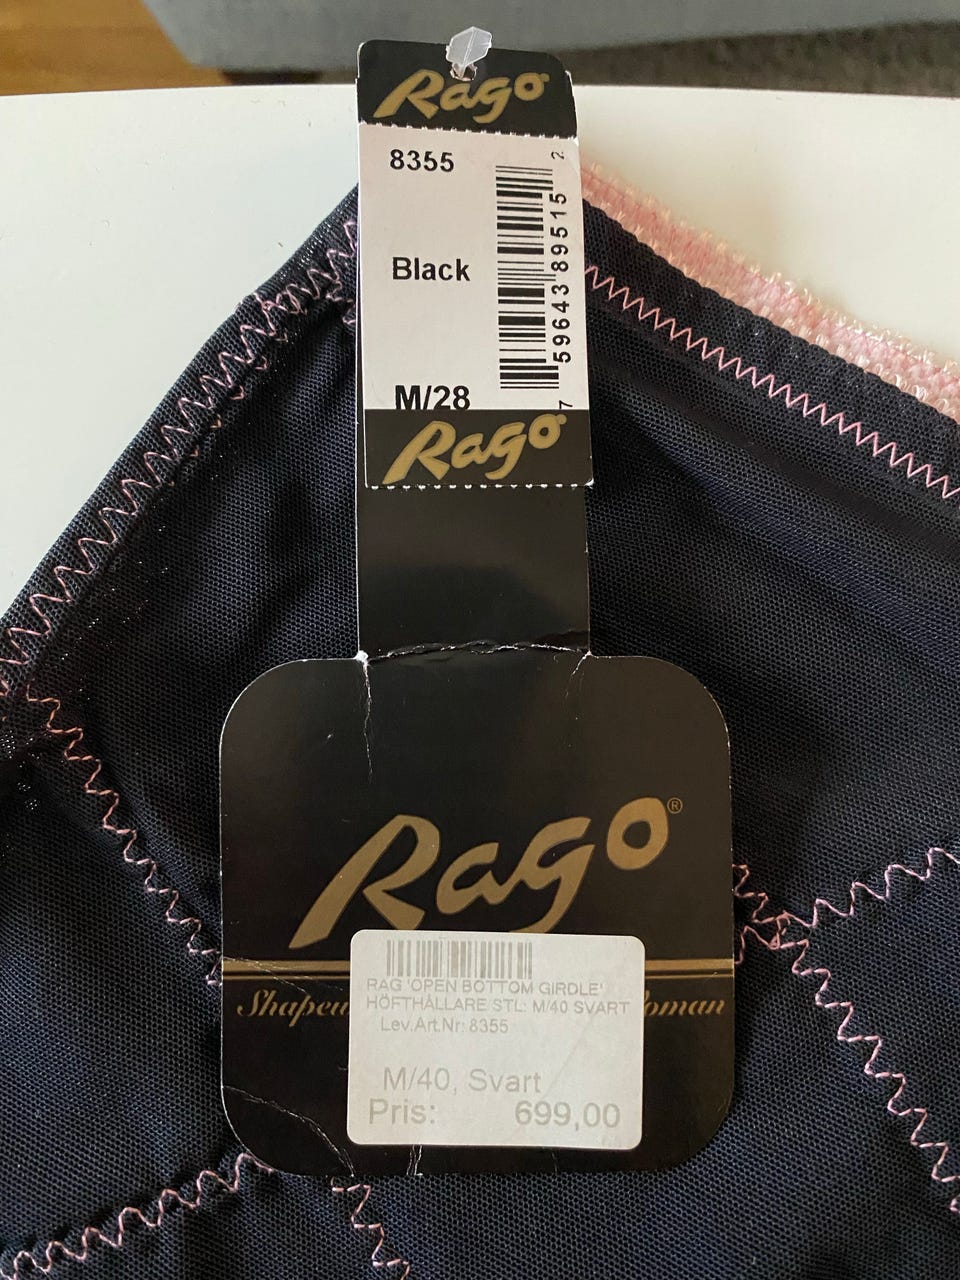 Rago
8355
Black
M/28
7 59643 89515 2
Rago
Rago®
RAG 'OPEN BOTTOM GIRDLE'
HÖFTHÅLLARE STL: M/40 SVART
Lev.Art.Nr: 8355
M/40, Svart
Pris: 699,00